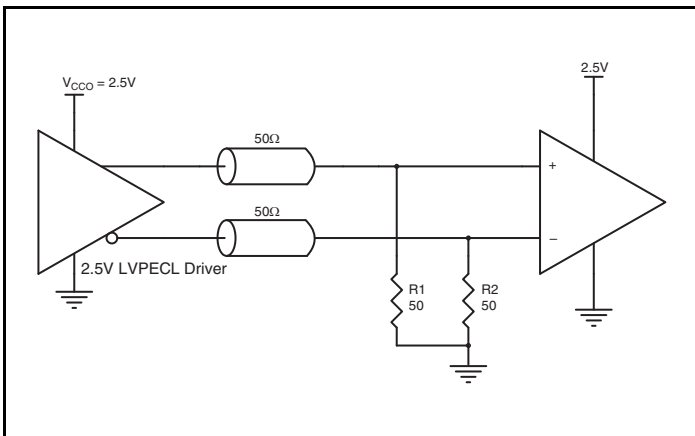 2.5V
V_CCO = 2.5V
50Ω
+
50Ω
−
2.5V LVPECL Driver
R1
50
R2
50